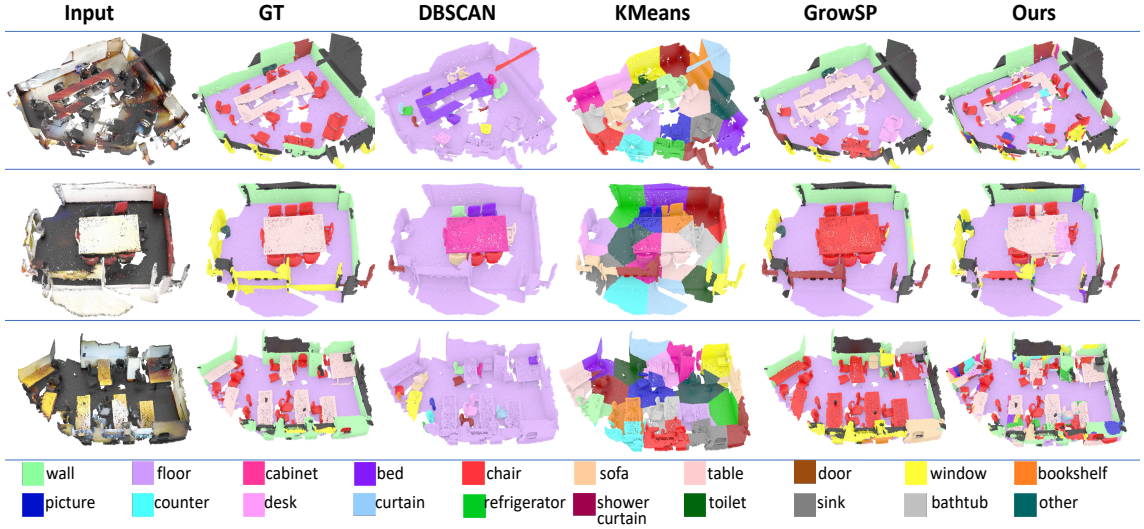 Input GT DBSCAN KMeans GrowSP Ours
wall floor cabinet bed chair sofa table door window bookshelf
picture counter desk curtain refrigerator shower curtain toilet sink bathtub other